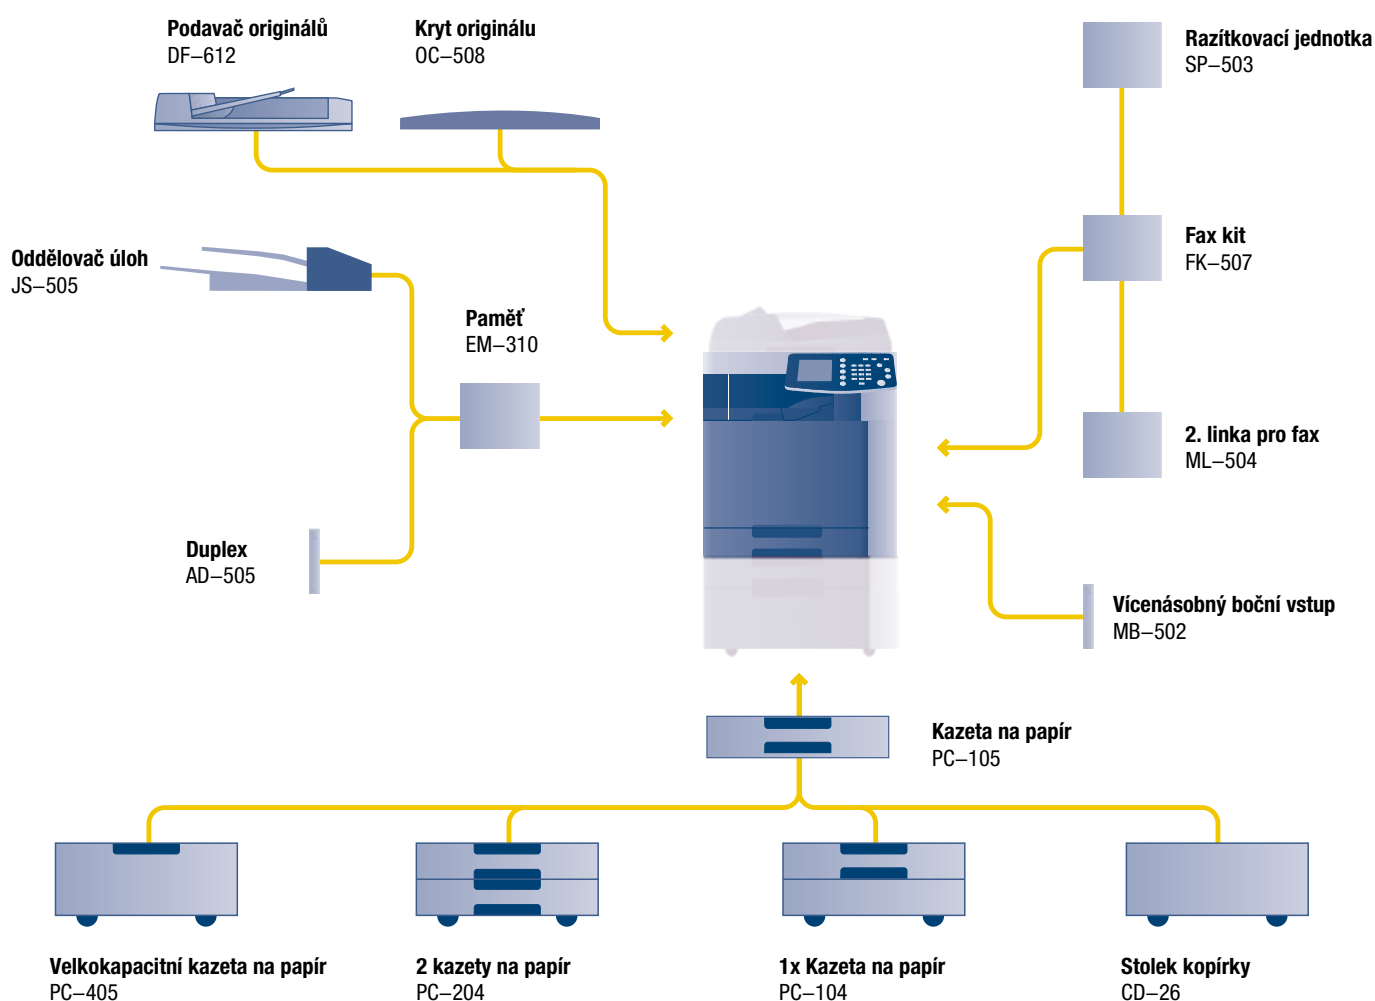 Podavač originálů
DF–612
Kryt originálu
OC–508
Razítkovací jednotka
SP–503
Oddělovač úloh
JS–505
Fax kit
FK–507
Paměť
EM–310
2. linka pro fax
ML–504
Duplex
AD–505
Vícenásobný boční vstup
MB–502
Kazeta na papír
PC–105
Velkokapacitní kazeta na papír
PC–405
2 kazety na papír
PC–204
1x Kazeta na papír
PC–104
Stolek kopírky
CD–26